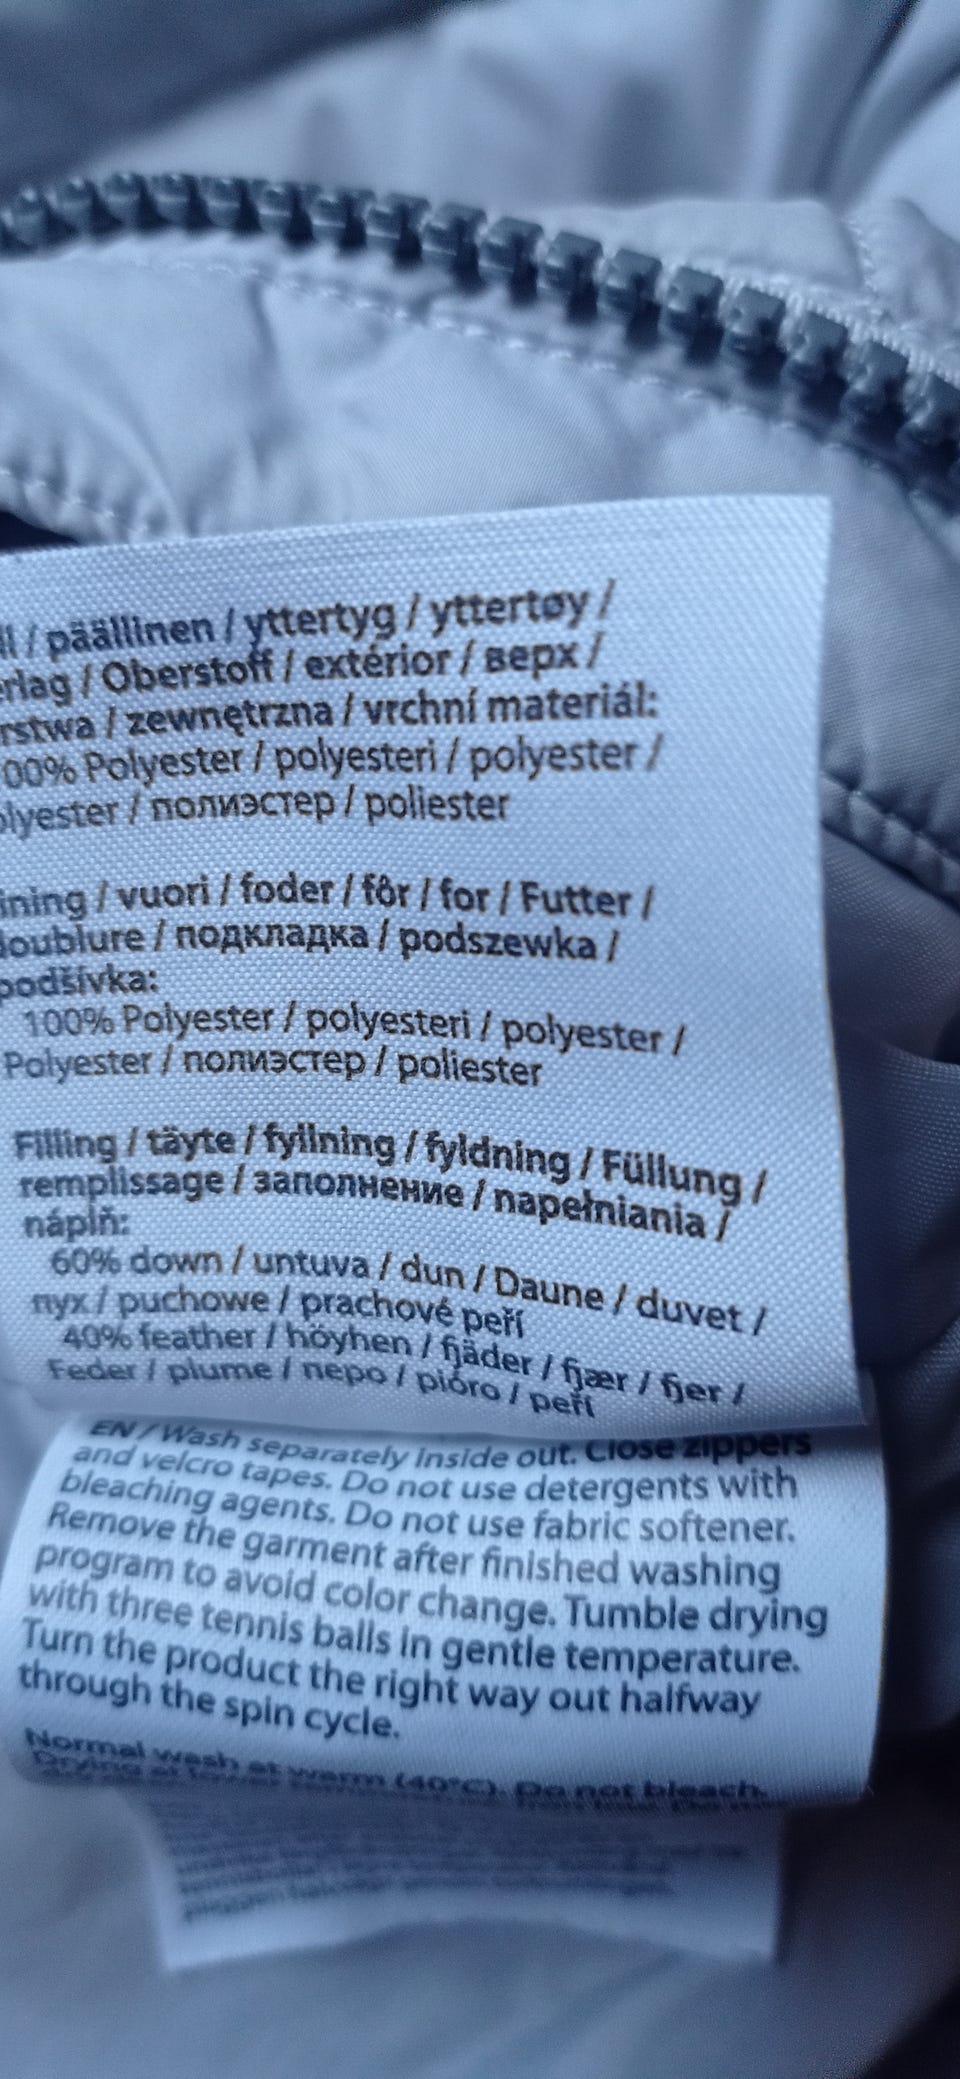 / päällinen / yttertyg / yttertøy /
/ Oberstoff / extérior / верх /
/ zewnętrzna / vrchní materiál:
00% Polyester / polyesteri / polyester /
olyester / полиэстер / poliester
ining / vuori / foder / fôr / for / Futter /
doublure / подкладка / podszewka /
podšívka:
100% Polyester / polyesteri / polyester /
Polyester / полиэстер / poliester
Filling / täyte / fyllning / fyldning / Füllung /
remplissage / заполнение / napełniania /
náplň:
60% down / untuva / dun / Daune / duvet /
пух / puchowe / prachové peří
40% feather / höyhen / fjäder / fjær / fjer /
Feder / plume / перо / pióro / peří
EN / Wash separately inside out. Close zippers
and velcro tapes. Do not use detergents with
bleaching agents. Do not use fabric softener.
Remove the garment after finished washing
program to avoid color change. Tumble drying
with three tennis balls in gentle temperature.
Turn the product the right way out halfway
through the spin cycle.
Normal wash at warm (40°C). Do not bleach.
Drying at